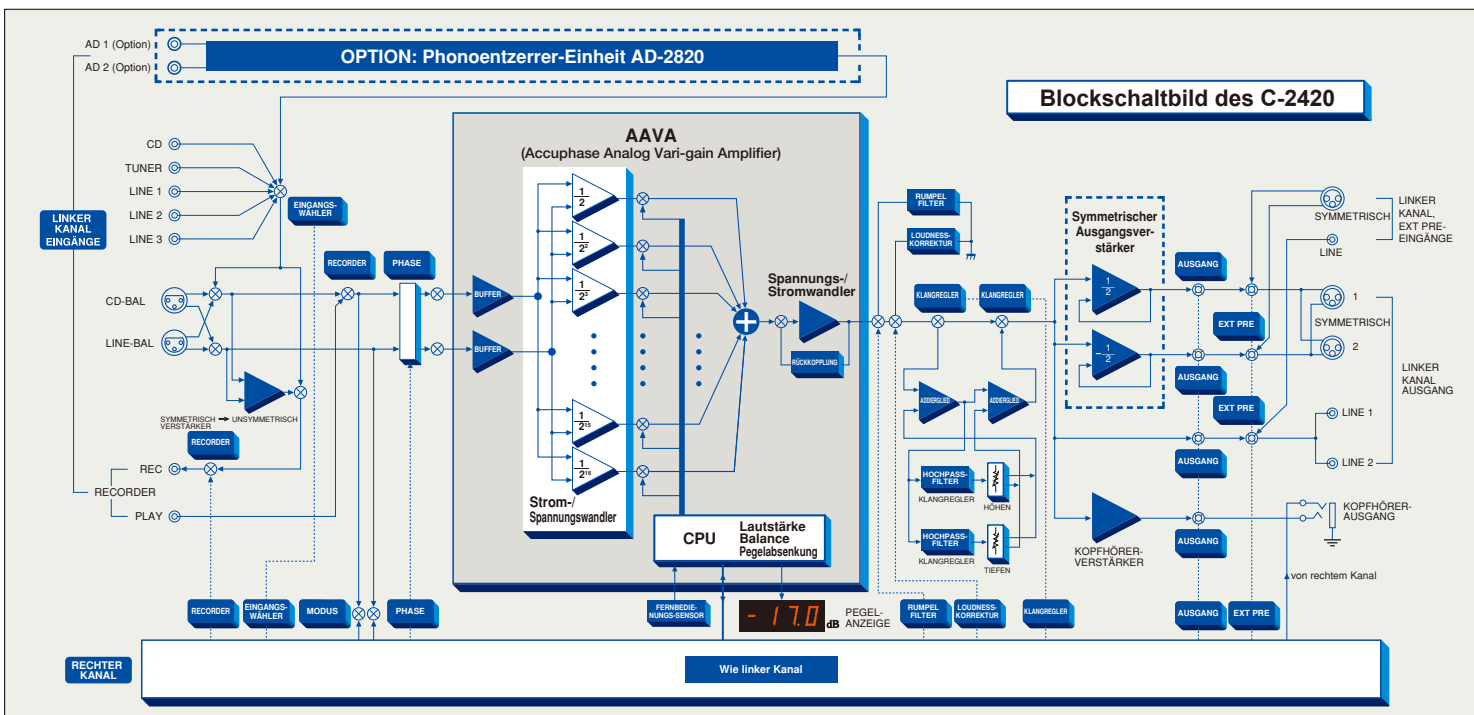 AD 1 (Option)
AD 2 (Option)
OPTION: Phonoentzerrer-Einheit AD-2820
Blockschaltbild des C-2420
CD
TUNER
LINE 1
LINE 2
LINE 3
LINKER
KANAL
EINGÄNGE
EINGANGS-
WÄHLER
CD-BAL
LINE-BAL
RECORDER
PHASE
SYMMETRISCH → UNSYMMETRISCH
VERSTÄRKER
RECORDER
REC
RECORDER
PLAY
AAVA
(Accuphase Analog Vari-gain Amplifier)
BUFFER
BUFFER
1/2
1/2²
1/2³
1/2¹⁵
1/2¹⁶
Strom-/
Spannungswandler
+
Spannungs-/
Stromwandler
RÜCKKOPPLUNG
CPU
Lautstärke
Balance
Pegelabsenkung
RUMPEL
FILTER
LOUDNESS-
KORREKTUR
KLANGREGLER
KLANGREGLER
ADDERGLIED
ADDERGLIED
HOCHPASS-
FILTER
KLANGREGLER
HÖHEN
HOCHPASS-
FILTER
KLANGREGLER
TIEFEN
Symmetrischer
Ausgangsver-
stärker
1/2
-1/2
KOPFHÖRER-
VERSTÄRKER
AUSGANG
EXT PRE
AUSGANG
EXT PRE
AUSGANG
AUSGANG
SYMMETRISCH
LINE
LINKER
KANAL,
EXT PRE-
EINGÄNGE
1
SYMMETRISCH
2
LINKER
KANAL
AUSGANG
LINE 1
LINE 2
KOPFHÖRER-
AUSGANG
von rechtem Kanal
RECORDER
EINGANGS-
WÄHLER
MODUS
PHASE
FERNBEDIE-
NUNGS-SENSOR
-17.0
dB
PEGEL-
ANZEIGE
RUMPEL
FILTER
LOUDNESS-
KORREKTUR
KLANGREGLER
AUSGANG
EXT PRE
RECHTER
KANAL
Wie linker Kanal